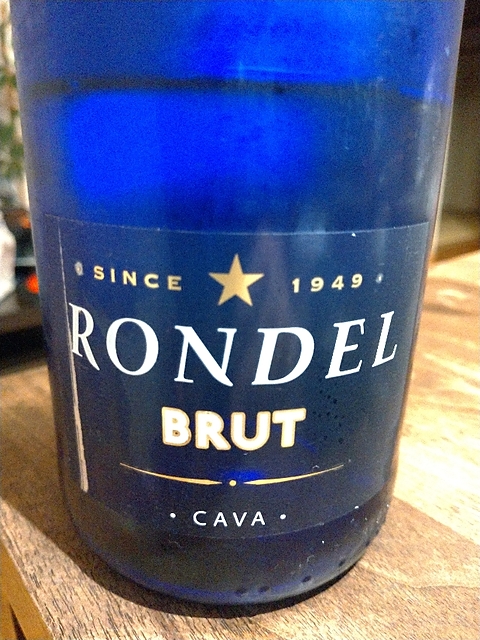 SINCE 1949
RONDEL
BRUT
• CAVA •